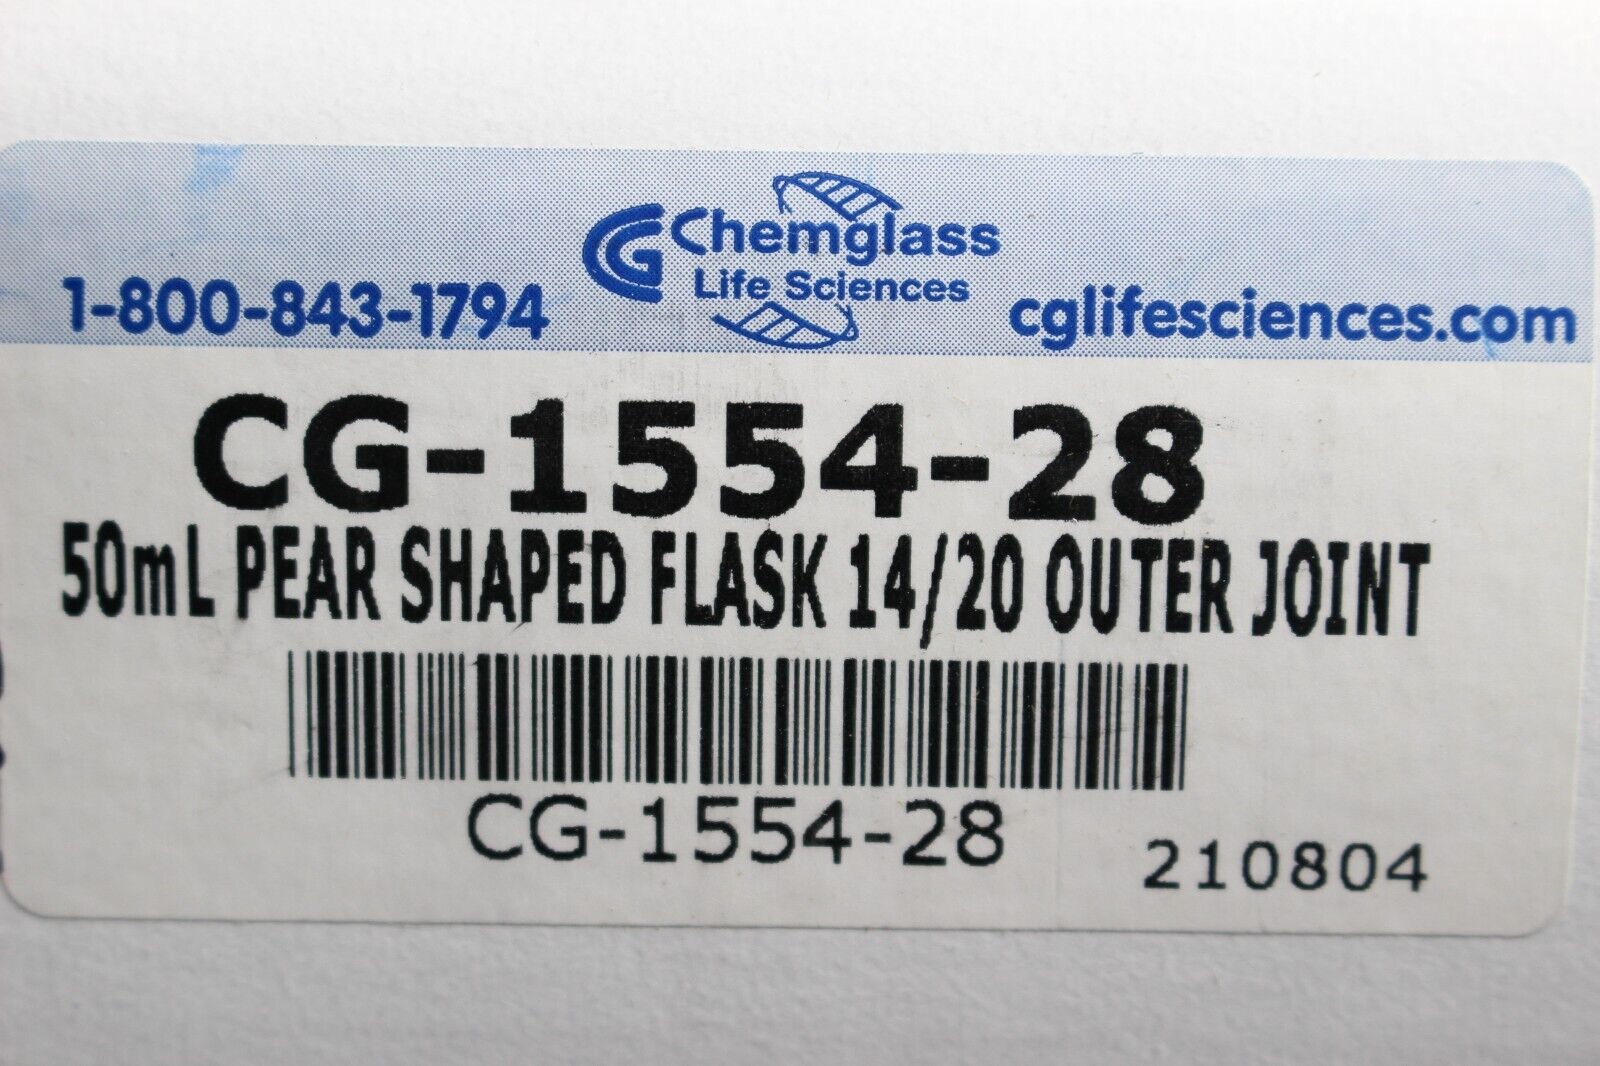 CG Chemglass
Life Sciences
1-800-843-1794
cglifesciences.com
CG-1554-28
50mL PEAR SHAPED FLASK 14/20 OUTER JOINT
CG-1554-28
210804